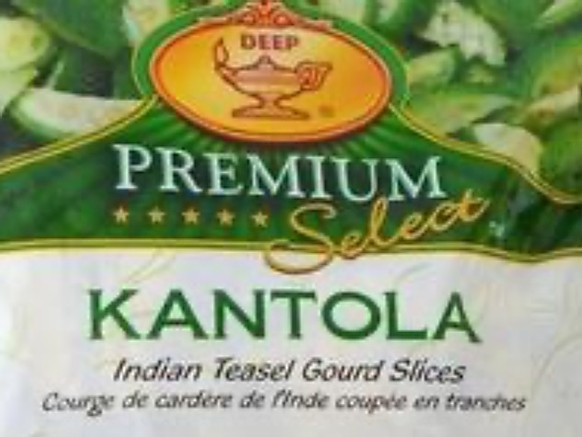 DEEP
PREMIUM
Select
KANTOLA
Indian Teasel Gourd Slices
Courge de cardère de l'Inde coupée en tranches